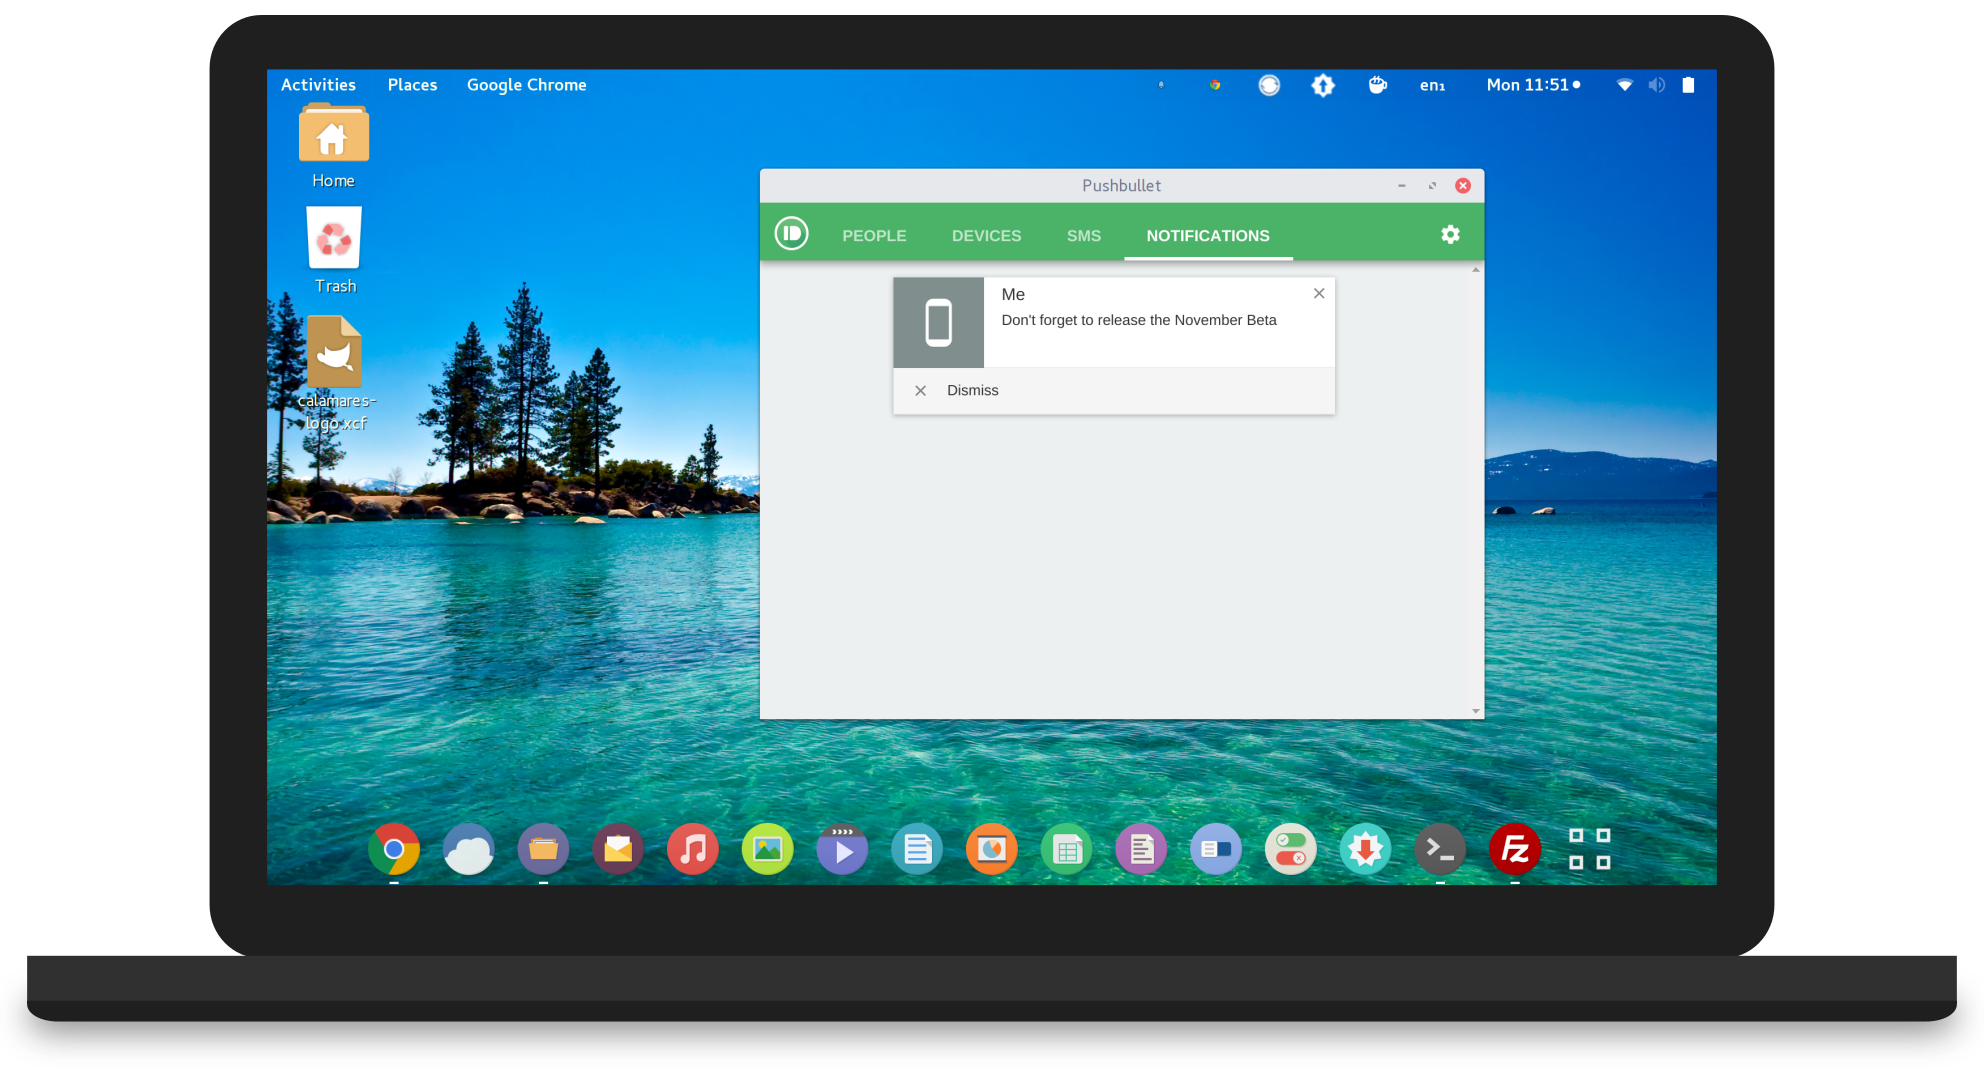 Activities Places Google Chrome en₁ Mon 11:51
Home
Trash
calamares-
logo.xcf
Pushbullet
PEOPLE DEVICES SMS NOTIFICATIONS
Me
Don't forget to release the November Beta
Dismiss
FZ